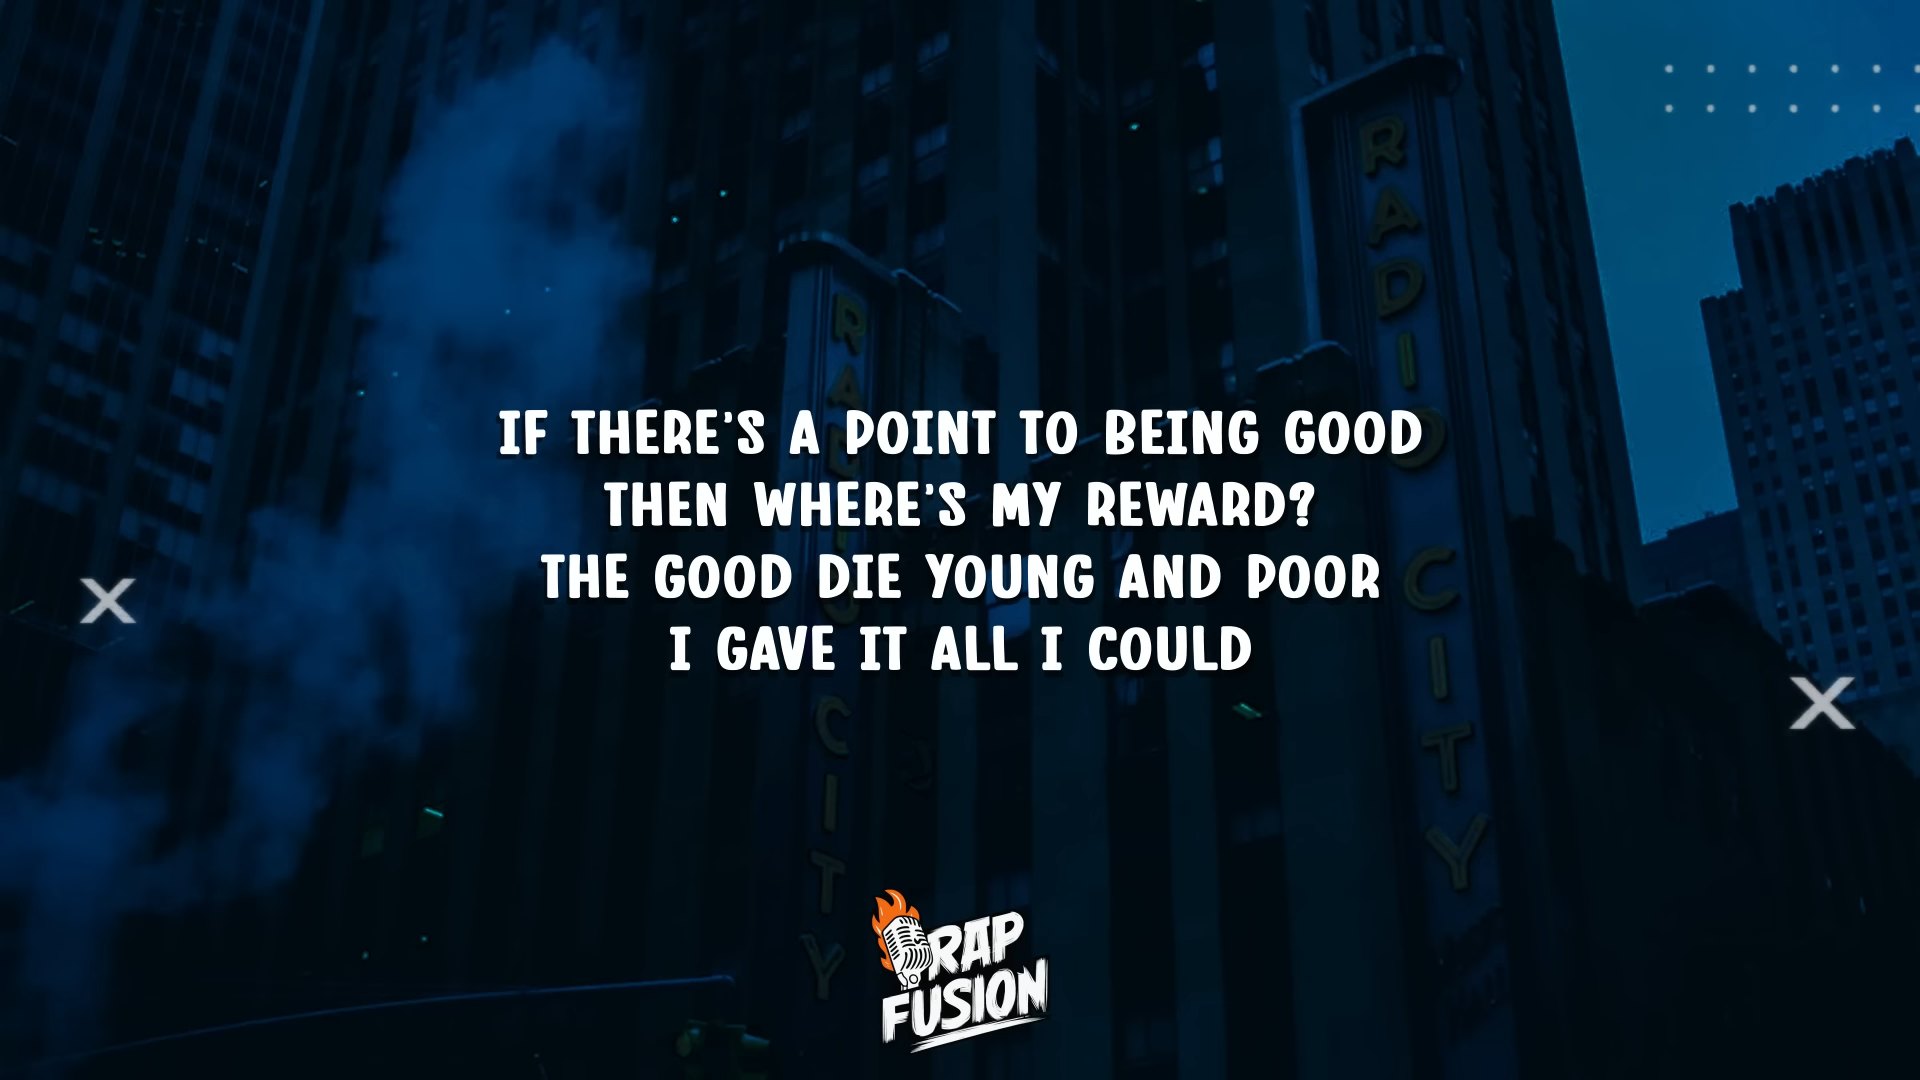 IF THERE'S A POINT TO BEING GOOD
THEN WHERE'S MY REWARD?
THE GOOD DIE YOUNG AND POOR
I GAVE IT ALL I COULD
RADIO CITY
RADIO CITY
RAP
FUSION